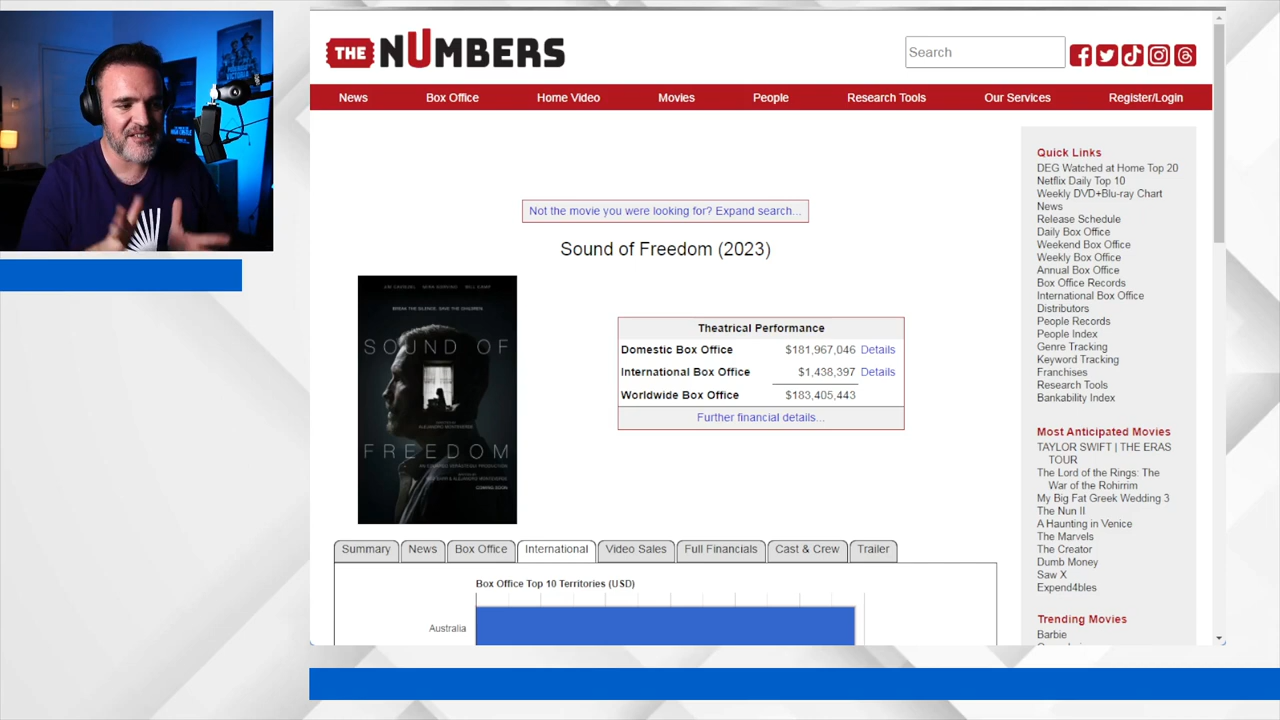 THE NUMBERS
Search
News Box Office Home Video Movies People Research Tools Our Services Register/Login
Not the movie you were looking for? Expand search...
Sound of Freedom (2023)
BREAK THE SILENCE. SAVE THE CHILDREN.
SOUND OF
FREEDOM
COMING SOON
Theatrical Performance
Domestic Box Office $181,967,046 Details
International Box Office $1,438,397 Details
Worldwide Box Office $183,405,443
Further financial details...
Summary News Box Office International Video Sales Full Financials Cast & Crew Trailer
Box Office Top 10 Territories (USD)
Australia
Quick Links
DEG Watched at Home Top 20
Netflix Daily Top 10
Weekly DVD+Blu-ray Chart
News
Release Schedule
Daily Box Office
Weekend Box Office
Weekly Box Office
Annual Box Office
Box Office Records
International Box Office
Distributors
People Records
People Index
Genre Tracking
Keyword Tracking
Franchises
Research Tools
Bankability Index
Most Anticipated Movies
TAYLOR SWIFT | THE ERAS
TOUR
The Lord of the Rings: The
War of the Rohirrim
My Big Fat Greek Wedding 3
The Nun II
A Haunting in Venice
The Marvels
The Creator
Dumb Money
Saw X
Expend4bles
Trending Movies
Barbie